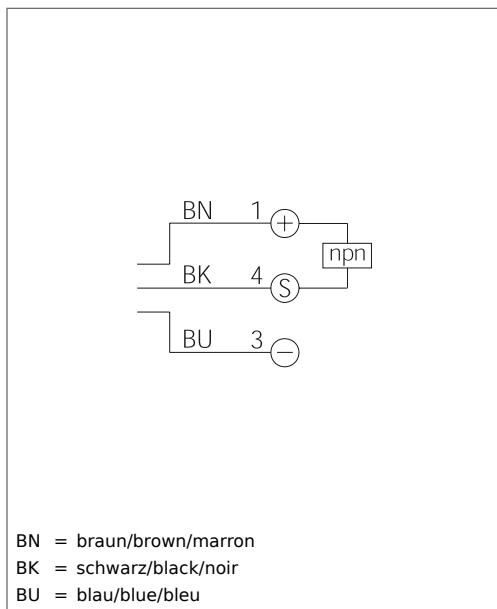 BN 1 +
npn
BK 4 S
BU 3 −
BN = braun/brown/marron
BK = schwarz/black/noir
BU = blau/blue/bleu